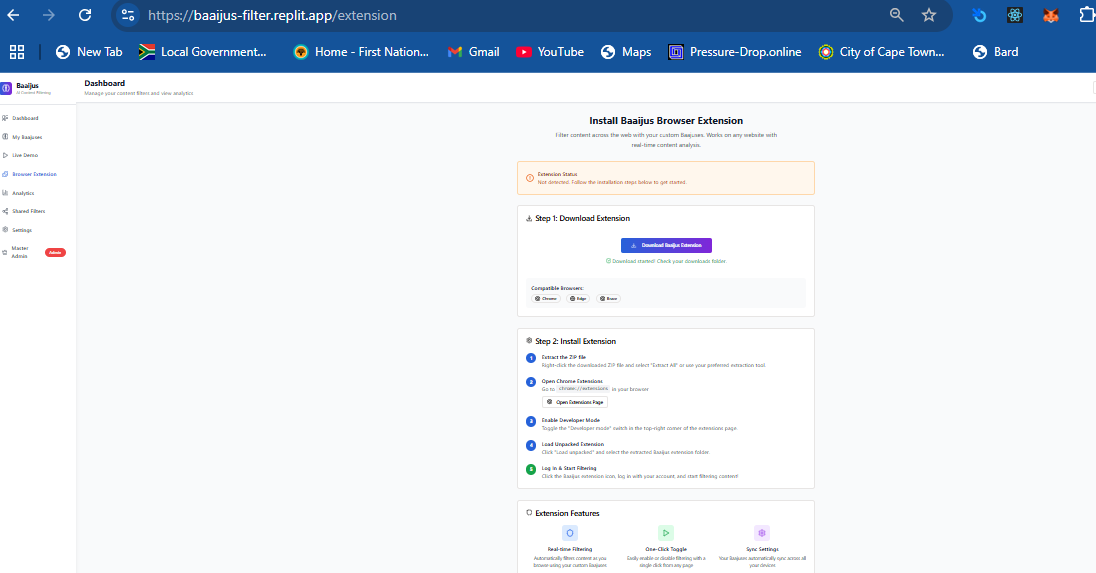 https://baaijus-filter.replit.app/extension
New Tab
Local Government...
Home - First Nation...
Gmail
YouTube
Maps
Pressure-Drop.online
City of Cape Town...
Bard
Baaijus
AI Content Filtering
Dashboard
Manage your content filters and view analytics
Dashboard
My Baajuses
Live Demo
Browser Extension
Analytics
Shared Filters
Settings
Master
Admin
Admin
Install Baaijus Browser Extension
Filter content across the web with your custom Baajuses. Works on any website with
real-time content analysis.
Extension Status
Not detected. Follow the installation steps below to get started.
Step 1: Download Extension
Download Baaijus Extension
Download started! Check your downloads folder.
Compatible Browsers:
Chrome
Edge
Brave
Step 2: Install Extension
1
Extract the ZIP file
Right-click the downloaded ZIP file and select "Extract All" or use your preferred extraction tool.
2
Open Chrome Extensions
Go to chrome://extensions in your browser
Open Extensions Page
3
Enable Developer Mode
Toggle the "Developer mode" switch in the top-right corner of the extensions page.
4
Load Unpacked Extension
Click "Load unpacked" and select the extracted Baaijus extension folder.
5
Log In & Start Filtering
Click the Baaijus extension icon, log in with your account, and start filtering content!
Extension Features
Real-time Filtering
Automatically filters content as you
browse using your custom Baajuses
One-Click Toggle
Easily enable or disable filtering with a
single click from any page
Sync Settings
Your Baajuses automatically sync across all
your devices